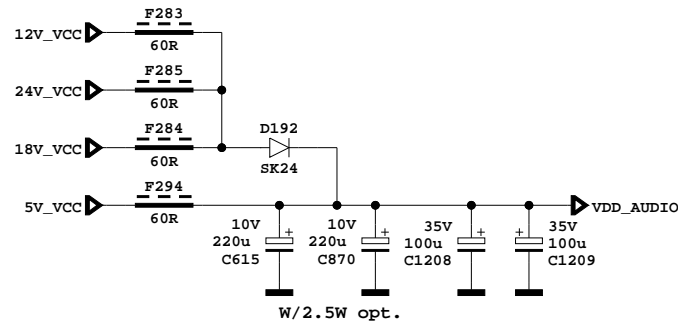 F283
12V_VCC
60R
F285
24V_VCC
60R
F284
18V_VCC
60R
D192
SK24
F294
5V_VCC
60R
VDD_AUDIO
10V
220u
C615
+
10V
220u
C870
+
35V
100u
C1208
+
35V
100u
C1209
+
W/2.5W opt.